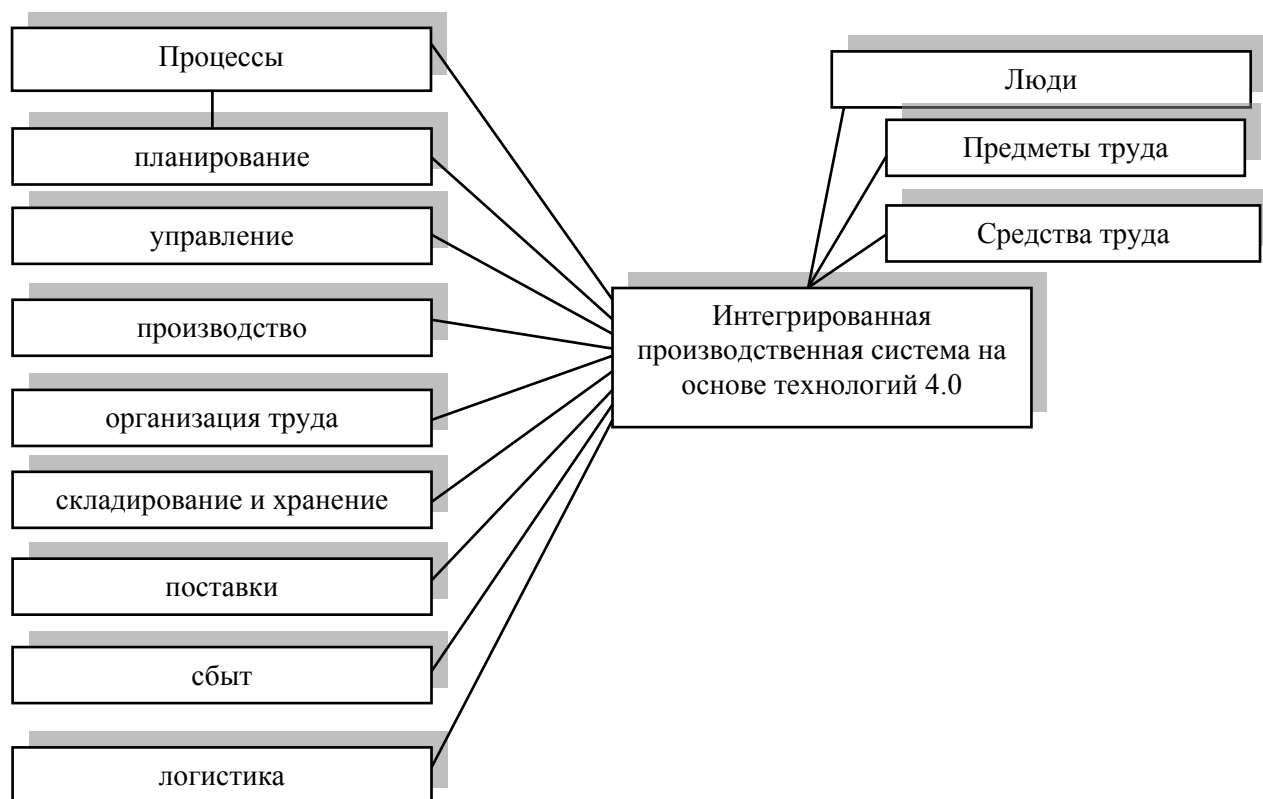 Процессы
планирование
управление
производство
организация труда
складирование и хранение
поставки
сбыт
логистика
Люди
Предметы труда
Средства труда
Интегрированная
производственная система на
основе технологий 4.0